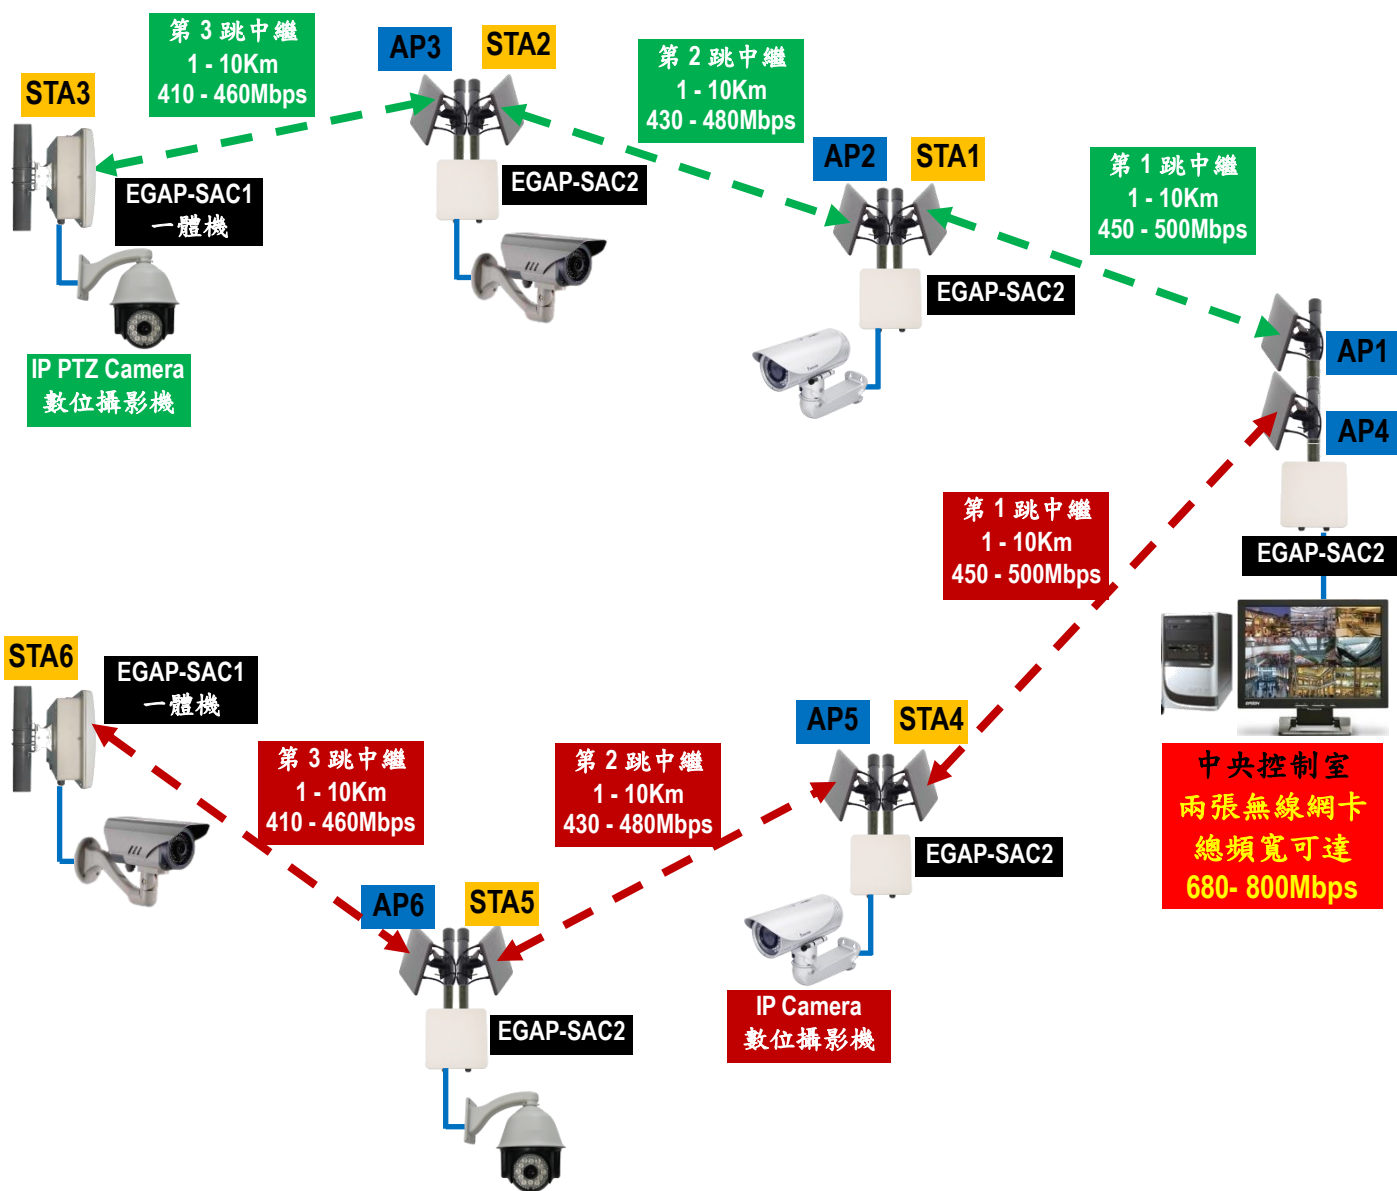 第 3 跳中繼
1 - 10Km
410 - 460Mbps
AP3
STA2
第 2 跳中繼
1 - 10Km
430 - 480Mbps
STA3
EGAP-SAC2
AP2
STA1
第 1 跳中繼
1 - 10Km
450 - 500Mbps
EGAP-SAC1
一體機
EGAP-SAC2
AP1
IP PTZ Camera
數位攝影機
AP4
第 1 跳中繼
1 - 10Km
450 - 500Mbps
EGAP-SAC2
STA6
EGAP-SAC1
一體機
AP5
STA4
第 3 跳中繼
1 - 10Km
410 - 460Mbps
第 2 跳中繼
1 - 10Km
430 - 480Mbps
中央控制室
兩張無線網卡
總頻寬可達
680- 800Mbps
EGAP-SAC2
AP6
STA5
EGAP-SAC2
IP Camera
數位攝影機